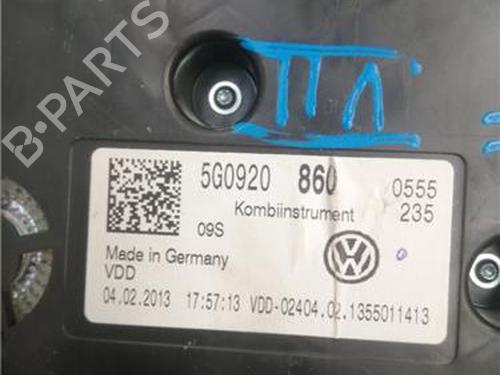 B-PARTS
5G0920 860 0555
Kombiinstrument 235
09S
Made in Germany
VDD
04.02.2013 17:57:13 VDD-02404.02.1355011413